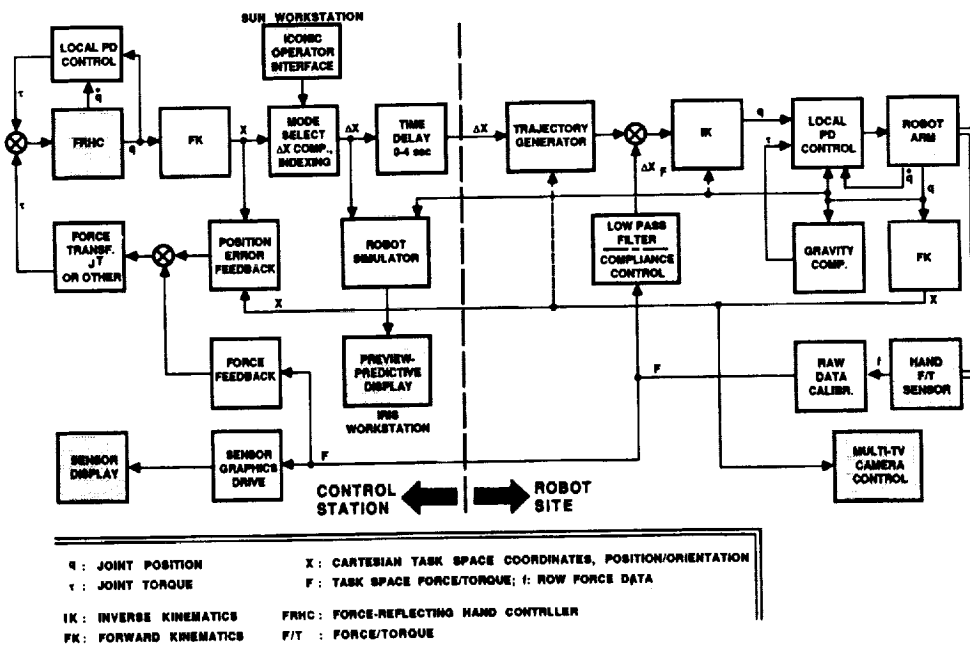 SUN WORKSTATION
ICONIC
OPERATOR
INTERFACE
LOCAL PD
CONTROL
τ
q̇
FRHC
q
FK
X
MODE
SELECT
ΔX COMP.,
INDEXING
ΔX
TIME
DELAY
0-4 sec
ΔX
TRAJECTORY
GENERATOR
IK
q
τ
LOCAL
PD
CONTROL
ROBOT
ARM
q̇
q
ΔX F
τ
FORCE
TRANSF.
J T
OR OTHER
POSITION
ERROR
FEEDBACK
ROBOT
SIMULATOR
LOW PASS
FILTER
COMPLIANCE
CONTROL
GRAVITY
COMP.
FK
X
X
FORCE
FEEDBACK
PREVIEW-
PREDICTIVE
DISPLAY
IRIS
WORKSTATION
F
RAW
DATA
CALIBR.
f
HAND
F/T
SENSOR
SENSOR
DISPLAY
SENSOR
GRAPHICS
DRIVE
F
MULTI-TV
CAMERA
CONTROL
CONTROL
STATION
ROBOT
SITE
q : JOINT POSITION
τ : JOINT TORQUE
IK : INVERSE KINEMATICS
FK : FORWARD KINEMATICS
X : CARTESIAN TASK SPACE COORDINATES, POSITION/ORIENTATION
F : TASK SPACE FORCE/TORQUE; f: ROW FORCE DATA
FRHC : FORCE-REFLECTING HAND CONTRLLER
F/T : FORCE/TORQUE